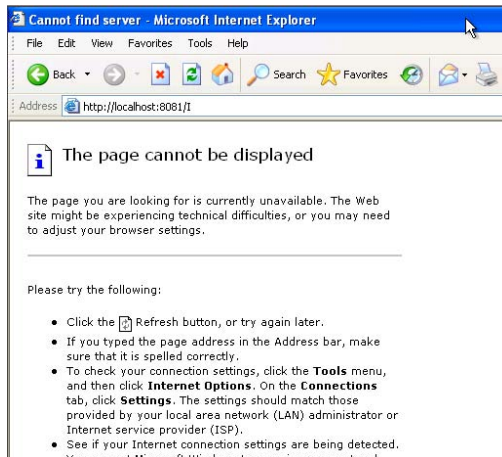 Cannot find server - Microsoft Internet Explorer
File Edit View Favorites Tools Help
Back Search Favorites
Address http://localhost:8081/I
The page cannot be displayed
The page you are looking for is currently unavailable. The Web
site might be experiencing technical difficulties, or you may need
to adjust your browser settings.
Please try the following:
Click the Refresh button, or try again later.
If you typed the page address in the Address bar, make
sure that it is spelled correctly.
To check your connection settings, click the Tools menu,
and then click Internet Options. On the Connections
tab, click Settings. The settings should match those
provided by your local area network (LAN) administrator or
Internet service provider (ISP).
See if your Internet connection settings are being detected.